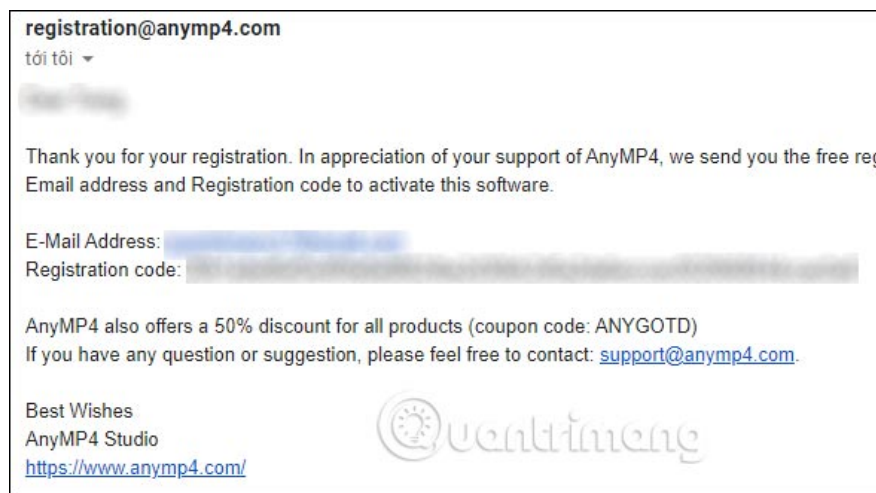 registration@anymp4.com
tới tôi
Thank you for your registration. In appreciation of your support of AnyMP4, we send you the free reg
Email address and Registration code to activate this software.
E-Mail Address:
Registration code:
AnyMP4 also offers a 50% discount for all products (coupon code: ANYGOTD)
If you have any question or suggestion, please feel free to contact: support@anymp4.com.
Best Wishes
AnyMP4 Studio
https://www.anymp4.com/
Quantrimang